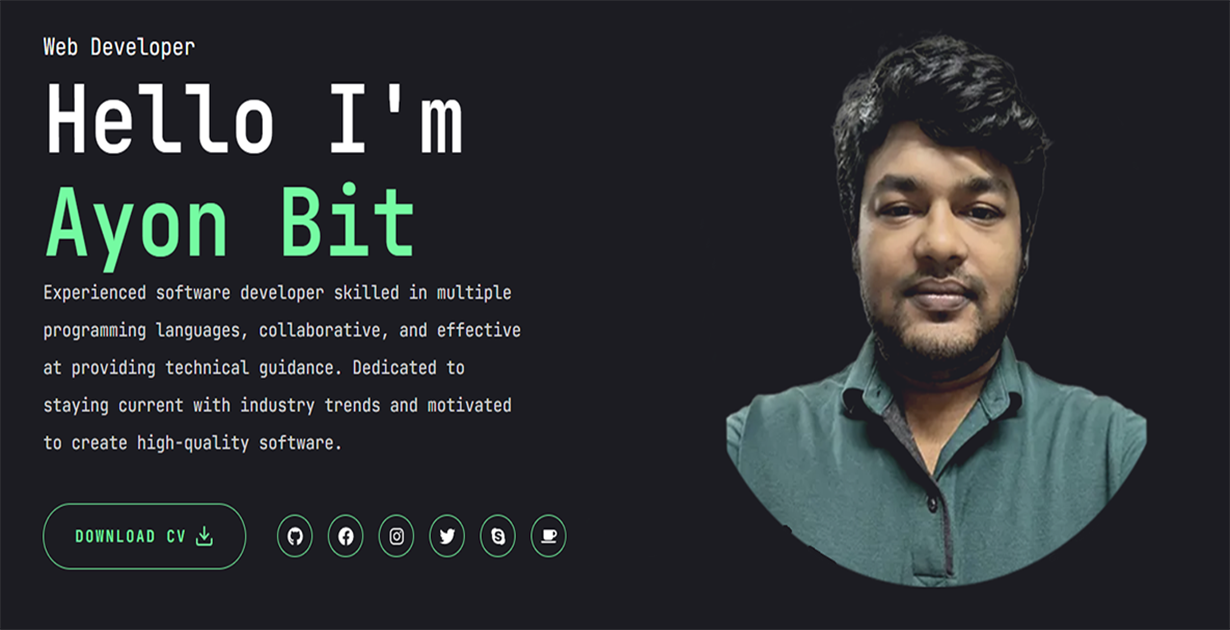 Web Developer
Hello I'm
Ayon Bit
Experienced software developer skilled in multiple
programming languages, collaborative, and effective
at providing technical guidance. Dedicated to
staying current with industry trends and motivated
to create high-quality software.
DOWNLOAD CV